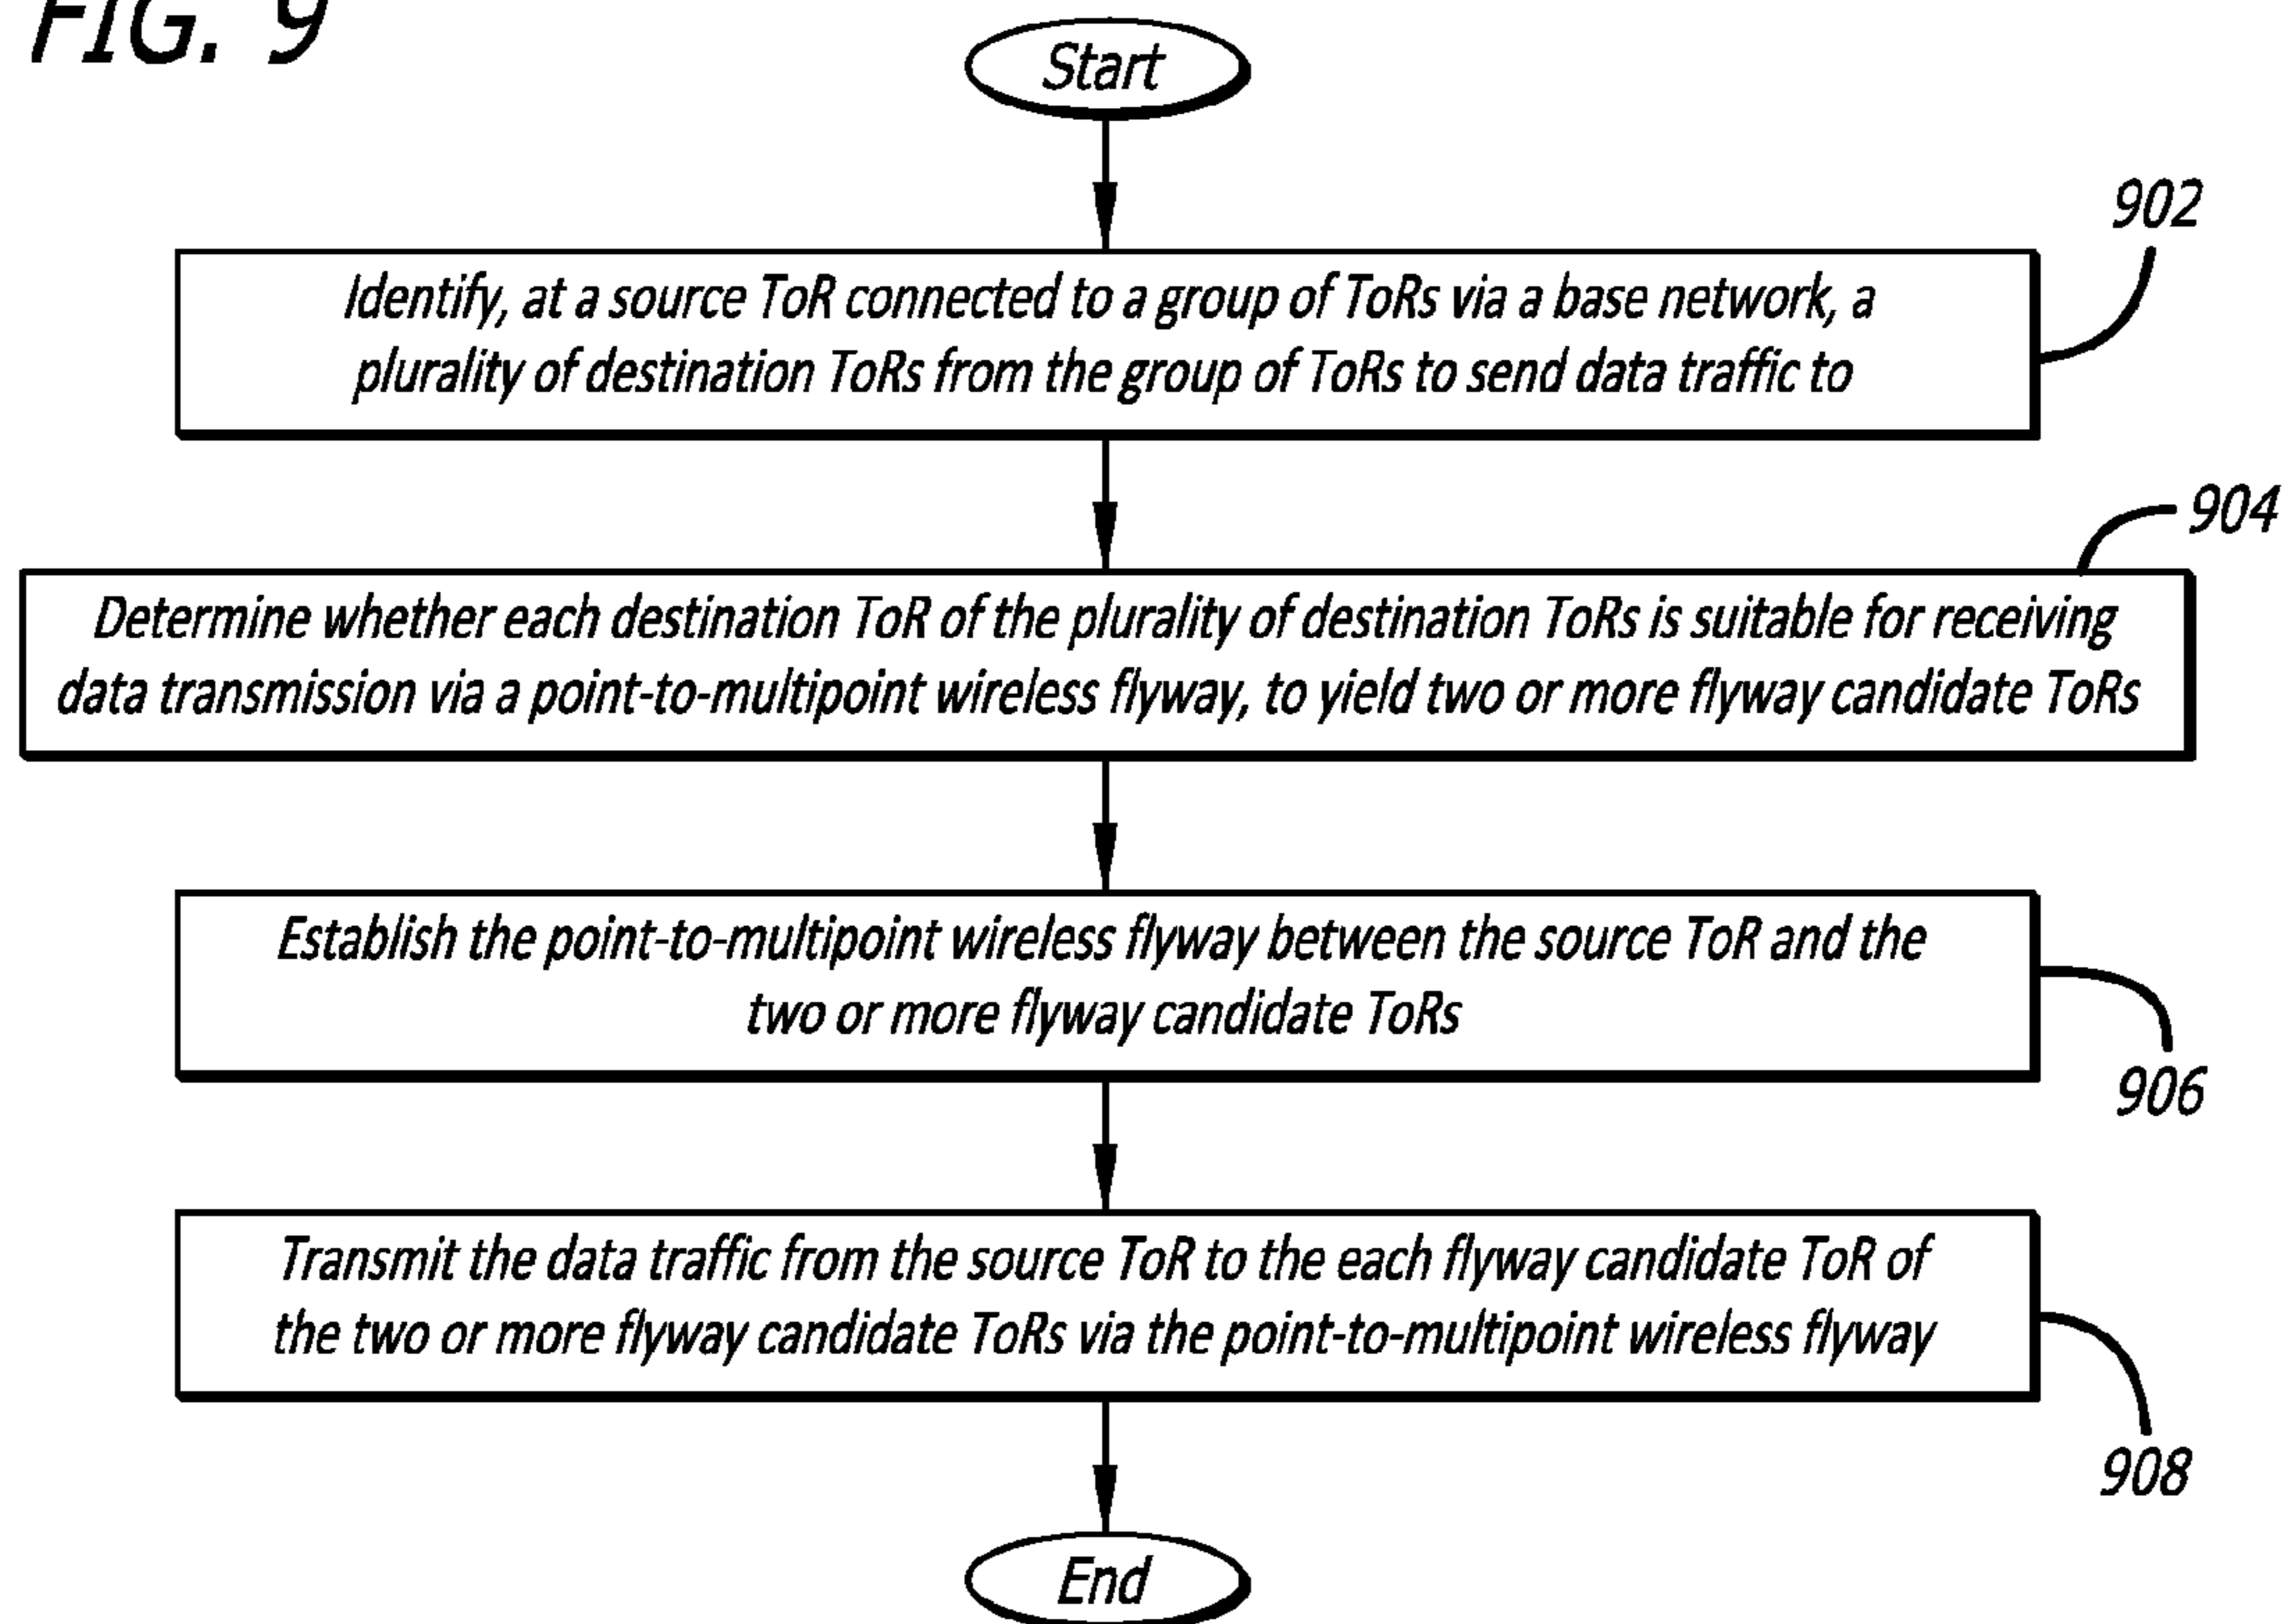 FIG. 9
Start
902
Identify, at a source ToR connected to a group of ToRs via a base network, a
plurality of destination ToRs from the group of ToRs to send data traffic to
904
Determine whether each destination ToR of the plurality of destination ToRs is suitable for receiving
data transmission via a point-to-multipoint wireless flyway, to yield two or more flyway candidate ToRs
Establish the point-to-multipoint wireless flyway between the source ToR and the
two or more flyway candidate ToRs
906
Transmit the data traffic from the source ToR to the each flyway candidate ToR of
the two or more flyway candidate ToRs via the point-to-multipoint wireless flyway
908
End